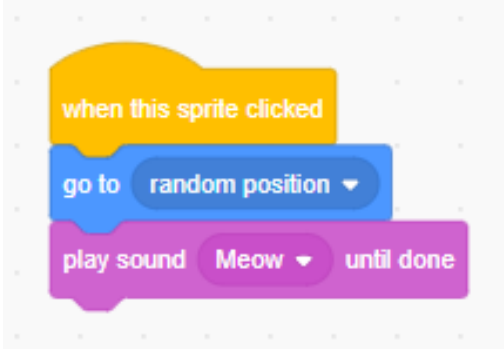 when this sprite clicked
go to random position
play sound Meow until done